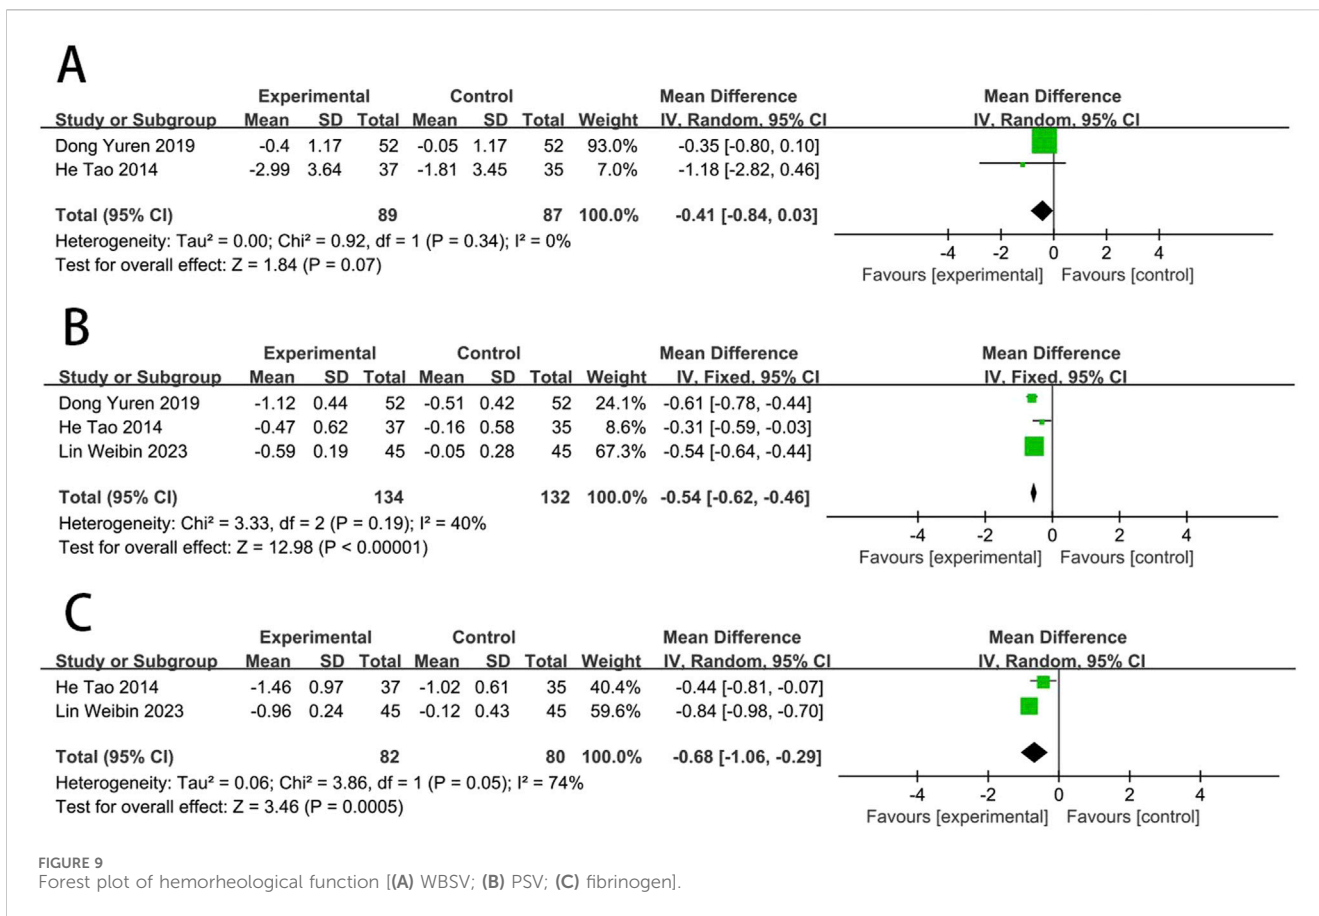 A
Experimental Control Mean Difference Mean Difference
Study or Subgroup Mean SD Total Mean SD Total Weight IV, Random, 95% CI IV, Random, 95% CI
Dong Yuren 2019 -0.4 1.17 52 -0.05 1.17 52 93.0% -0.35 [-0.80, 0.10]
He Tao 2014 -2.99 3.64 37 -1.81 3.45 35 7.0% -1.18 [-2.82, 0.46]
Total (95% CI) 89 87 100.0% -0.41 [-0.84, 0.03]
Heterogeneity: Tau² = 0.00; Chi² = 0.92, df = 1 (P = 0.34); I² = 0%
Test for overall effect: Z = 1.84 (P = 0.07)
-4 -2 0 2 4
Favours [experimental] Favours [control]
B
Experimental Control Mean Difference Mean Difference
Study or Subgroup Mean SD Total Mean SD Total Weight IV, Fixed, 95% CI IV, Fixed, 95% CI
Dong Yuren 2019 -1.12 0.44 52 -0.51 0.42 52 24.1% -0.61 [-0.78, -0.44]
He Tao 2014 -0.47 0.62 37 -0.16 0.58 35 8.6% -0.31 [-0.59, -0.03]
Lin Weibin 2023 -0.59 0.19 45 -0.05 0.28 45 67.3% -0.54 [-0.64, -0.44]
Total (95% CI) 134 132 100.0% -0.54 [-0.62, -0.46]
Heterogeneity: Chi² = 3.33, df = 2 (P = 0.19); I² = 40%
Test for overall effect: Z = 12.98 (P < 0.00001)
-4 -2 0 2 4
Favours [experimental] Favours [control]
C
Experimental Control Mean Difference Mean Difference
Study or Subgroup Mean SD Total Mean SD Total Weight IV, Random, 95% CI IV, Random, 95% CI
He Tao 2014 -1.46 0.97 37 -1.02 0.61 35 40.4% -0.44 [-0.81, -0.07]
Lin Weibin 2023 -0.96 0.24 45 -0.12 0.43 45 59.6% -0.84 [-0.98, -0.70]
Total (95% CI) 82 80 100.0% -0.68 [-1.06, -0.29]
Heterogeneity: Tau² = 0.06; Chi² = 3.86, df = 1 (P = 0.05); I² = 74%
Test for overall effect: Z = 3.46 (P = 0.0005)
-4 -2 0 2 4
Favours [experimental] Favours [control]
FIGURE 9
Forest plot of hemorheological function [(A) WBSV; (B) PSV; (C) fibrinogen].